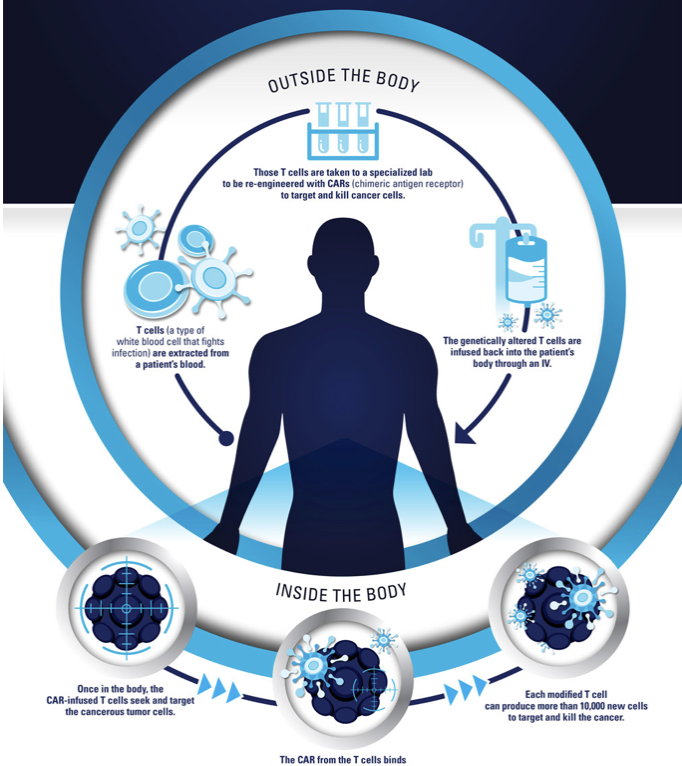 OUTSIDE THE BODY
Those T cells are taken to a specialized lab
to be re-engineered with CARs (chimeric antigen receptor)
to target and kill cancer cells.
T cells (a type of
white blood cell that fights
infection) are extracted from
a patient's blood.
The genetically altered T cells are
infused back into the patient's
body through an IV.
INSIDE THE BODY
Once in the body, the
CAR-infused T cells seek and target
the cancerous tumor cells.
The CAR from the T cells binds
Each modified T cell
can produce more than 10,000 new cells
to target and kill the cancer.